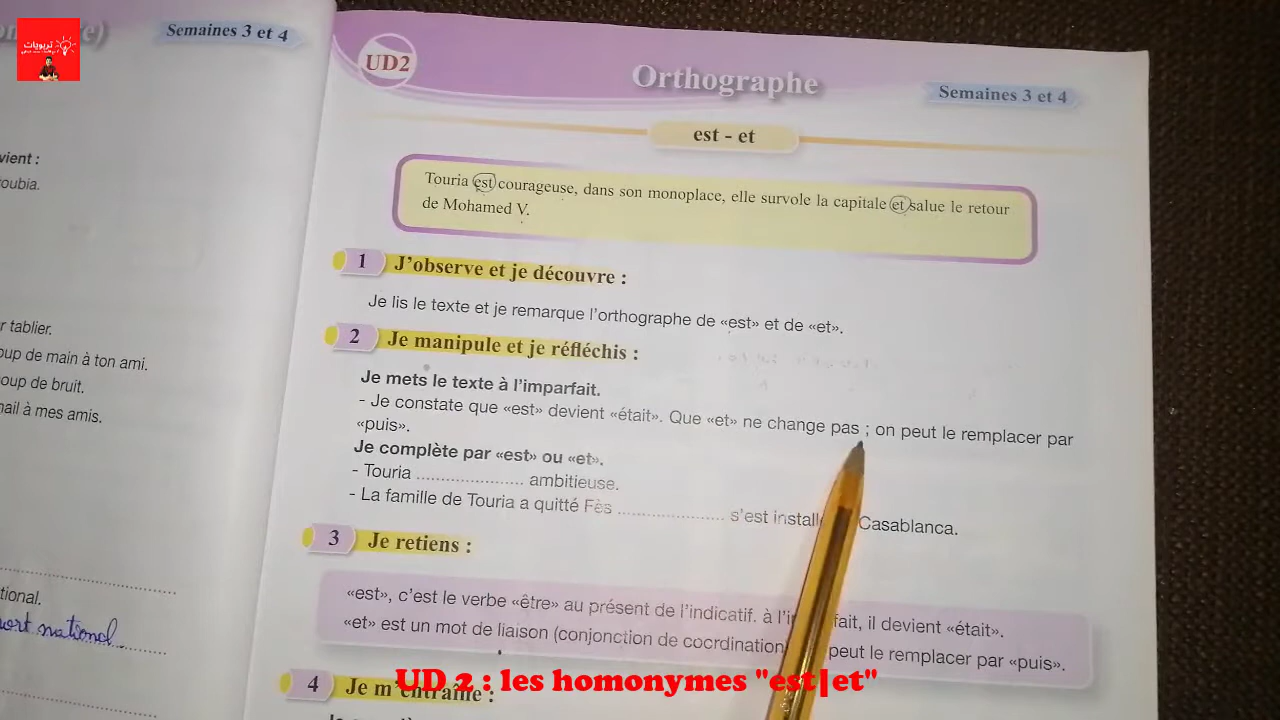 Semaines 3 et 4
تربويات
vient :
roubia.
r tablier.
oup de main à ton ami.
oup de bruit.
nail à mes amis.
tional.
national
UD2
Orthographe
Semaines 3 et 4
est - et
Touria est courageuse, dans son monoplace, elle survole la capitale et salue le retour
de Mohamed V.
1 J'observe et je découvre :
Je lis le texte et je remarque l'orthographe de «est» et de «et».
2 Je manipule et je réfléchis :
Je mets le texte à l'imparfait.
- Je constate que «est» devient «était». Que «et» ne change pas ; on peut le remplacer par
«puis».
Je complète par «est» ou «et».
- Touria ...................... ambitieuse.
- La famille de Touria a quitté Fès ...................... s'est install Casablanca.
3 Je retiens :
«est», c'est le verbe «être» au présent de l'indicatif. à l'i fait, il devient «était».
«et» est un mot de liaison (conjonction de coordination) peut le remplacer par «puis».
4 Je m'entraîne :
UD 2 : les homonymes "est|et"